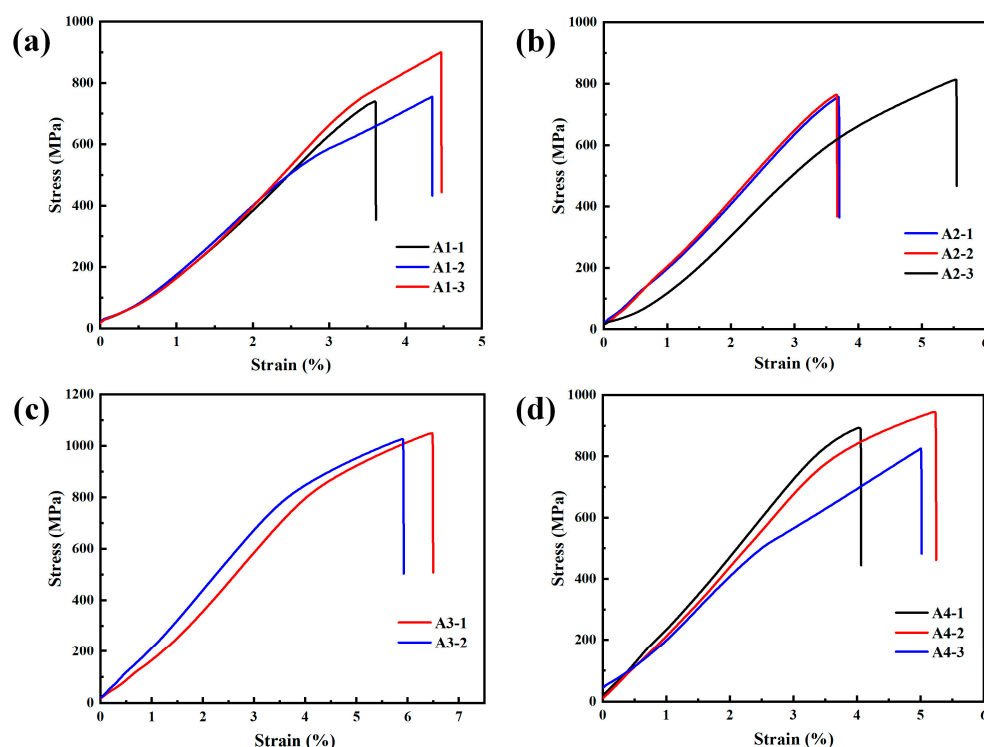 (a)
Stress (MPa)
1000
800
600
400
200
0
A1-1
A1-2
A1-3
0 1 2 3 4 5
Strain (%)
(b)
Stress (MPa)
1000
800
600
400
200
0
A2-1
A2-2
A2-3
0 1 2 3 4 5 6
Strain (%)
(c)
Stress (MPa)
1200
1000
800
600
400
200
0
A3-1
A3-2
0 1 2 3 4 5 6 7
Strain (%)
(d)
Stress (MPa)
1000
800
600
400
200
0
A4-1
A4-2
A4-3
0 1 2 3 4 5 6
Strain (%)